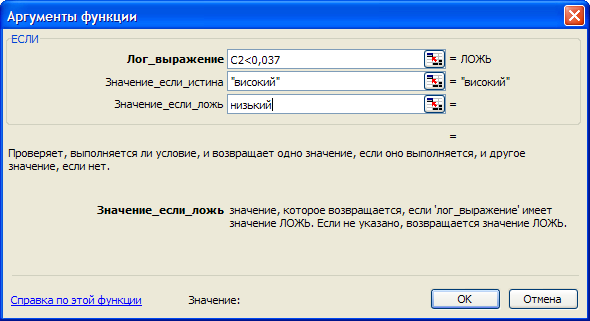 Аргументы функции
ЕСЛИ
Лог_выражение C2<0,037 = ЛОЖЬ
Значение_если_истина "високий" = "високий"
Значение_если_ложь низький =
=
Проверяет, выполняется ли условие, и возвращает одно значение, если оно выполняется, и другое
значение, если нет.
Значение_если_ложь значение, которое возвращается, если 'лог_выражение' имеет
значение ЛОЖЬ. Если не указано, возвращается значение ЛОЖЬ.
Справка по этой функции Значение: OK Отмена